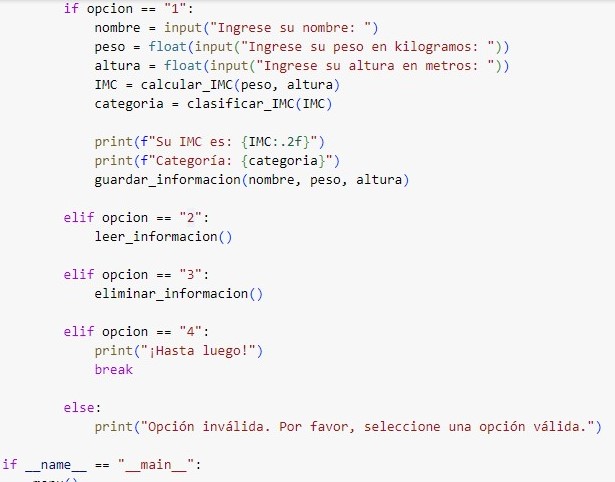 if opcion == "1":
nombre = input("Ingrese su nombre: ")
peso = float(input("Ingrese su peso en kilogramos: "))
altura = float(input("Ingrese su altura en metros: "))
IMC = calcular_IMC(peso, altura)
categoria = clasificar_IMC(IMC)
print(f"Su IMC es: {IMC:.2f}")
print(f"Categoría: {categoria}")
guardar_informacion(nombre, peso, altura)
elif opcion == "2":
leer_informacion()
elif opcion == "3":
eliminar_informacion()
elif opcion == "4":
print("¡Hasta luego!")
break
else:
print("Opción inválida. Por favor, seleccione una opción válida.")
if __name__ == "__main__":